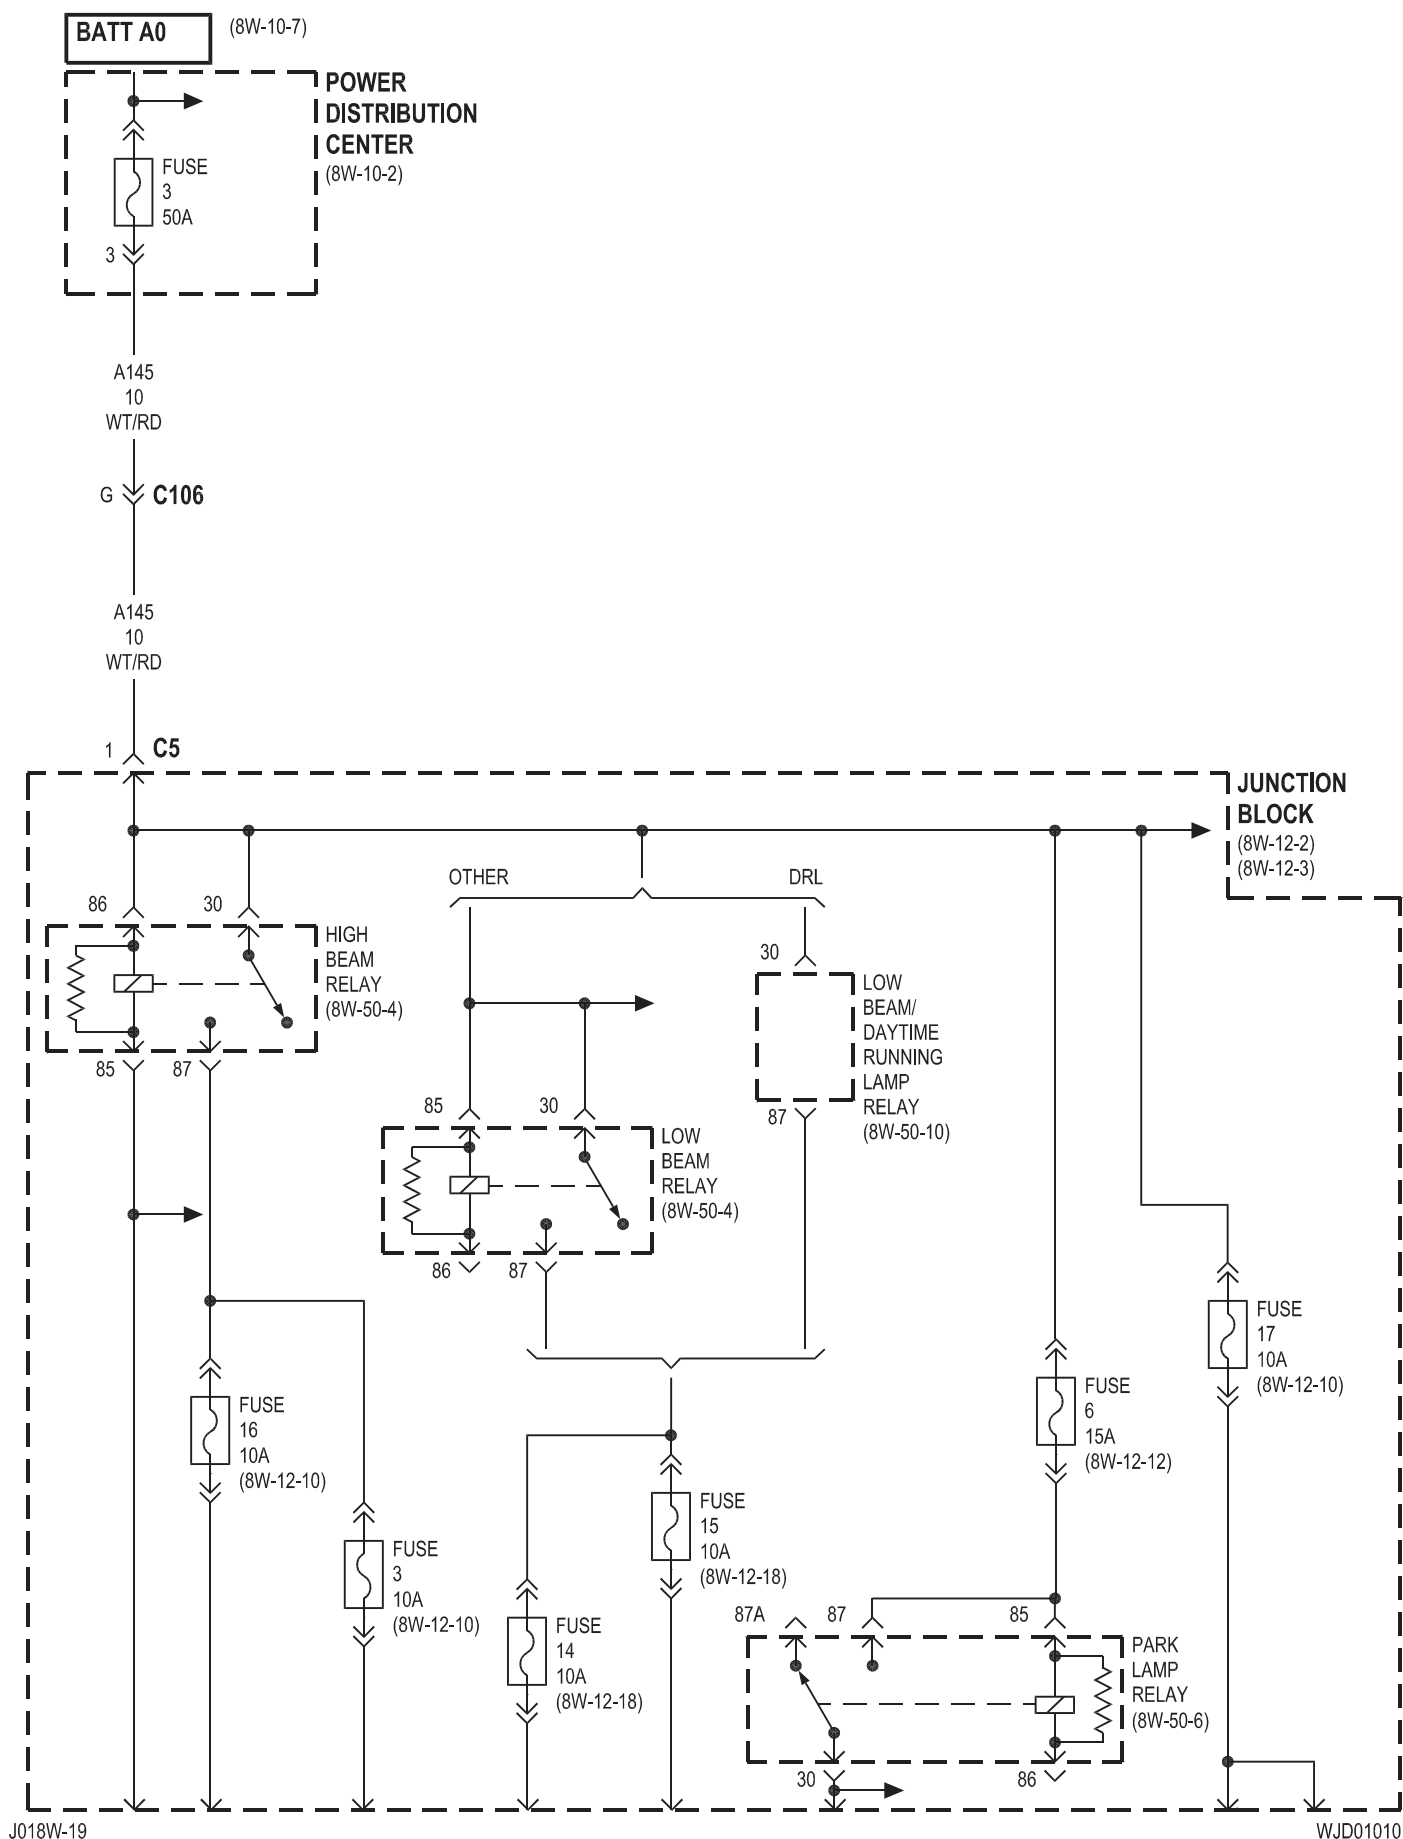 BATT A0
(8W-10-7)
POWER
DISTRIBUTION
CENTER
(8W-10-2)
FUSE
3
50A
3
A145
10
WT/RD
G
C106
A145
10
WT/RD
1
C5
JUNCTION
BLOCK
(8W-12-2)
(8W-12-3)
OTHER
DRL
86
30
HIGH
BEAM
RELAY
(8W-50-4)
85
87
30
LOW
BEAM/
DAYTIME
RUNNING
LAMP
RELAY
(8W-50-10)
87
85
30
LOW
BEAM
RELAY
(8W-50-4)
86
87
FUSE
17
10A
(8W-12-10)
FUSE
6
15A
(8W-12-12)
FUSE
16
10A
(8W-12-10)
FUSE
15
10A
(8W-12-18)
FUSE
3
10A
(8W-12-10)
FUSE
14
10A
(8W-12-18)
87A
87
85
PARK
LAMP
RELAY
(8W-50-6)
30
86
J018W-19
WJD01010